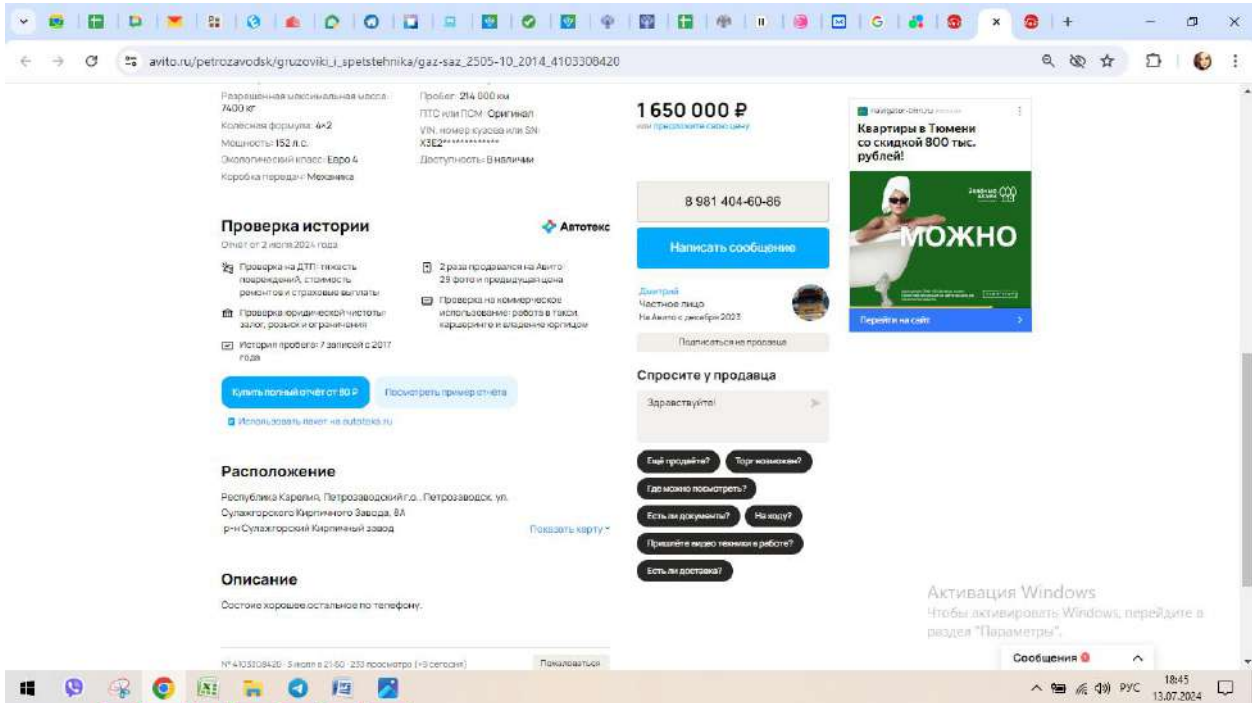 avito.ru/petrozavodsk/gruzoviki_i_spetstehnika/gaz-saz_2505-10_2014_4103308420
Разрешённая максимальная масса:
7400 кг
Колёсная формула: 4×2
Мощность: 152 л.с.
Экологический класс: Евро 4
Коробка передач: Механика
Пробег: 214 000 км
ПТС или ПСМ: Оригинал
VIN, номер кузова или SN:
X3E2*************
Доступность: В наличии
Проверка истории
Автотека
Отчёт от 2 июля 2024 года
Проверка на ДТП: тяжесть
повреждений, стоимость
ремонтов и страховые выплаты
Проверка юридической чистоты:
залог, розыск и ограничения
История пробега: 7 записей с 2017
года
2 раза продавался на Авито:
29 фото и предыдущая цена
Проверка на коммерческое
использование: работа в такси,
каршеринге и владение юрлицом
Купить полный отчёт от 80 ₽
Посмотреть пример отчёта
Использовать пакет на autoteka.ru
Расположение
Республика Карелия, Петрозаводский г.о., Петрозаводск, ул.
Сулажгорского Кирпичного Завода, 8А
р-н Сулажгорский Кирпичный завод
Показать карту
Описание
Состоие хорошее.остальное по телефону.
№ 4103308420 · 3 июля в 21:50 · 233 просмотра (+5 сегодня)
Пожаловаться
1 650 000 ₽
или предложите свою цену
8 981 404-60-86
Написать сообщение
Дмитрий
Частное лицо
На Авито с декабря 2023
Подписаться на продавца
Спросите у продавца
Здравствуйте!
Ещё продаёте?
Торг возможен?
Где можно посмотреть?
Есть ли документы?
На ходу?
Пришлёте видео техники в работе?
Есть ли доставка?
Квартиры в Тюмени
со скидкой 800 тыс.
рублей!
МОЖНО
Перейти на сайт
Активация Windows
Чтобы активировать Windows, перейдите в
раздел "Параметры".
Сообщения
РУС
18:45
13.07.2024